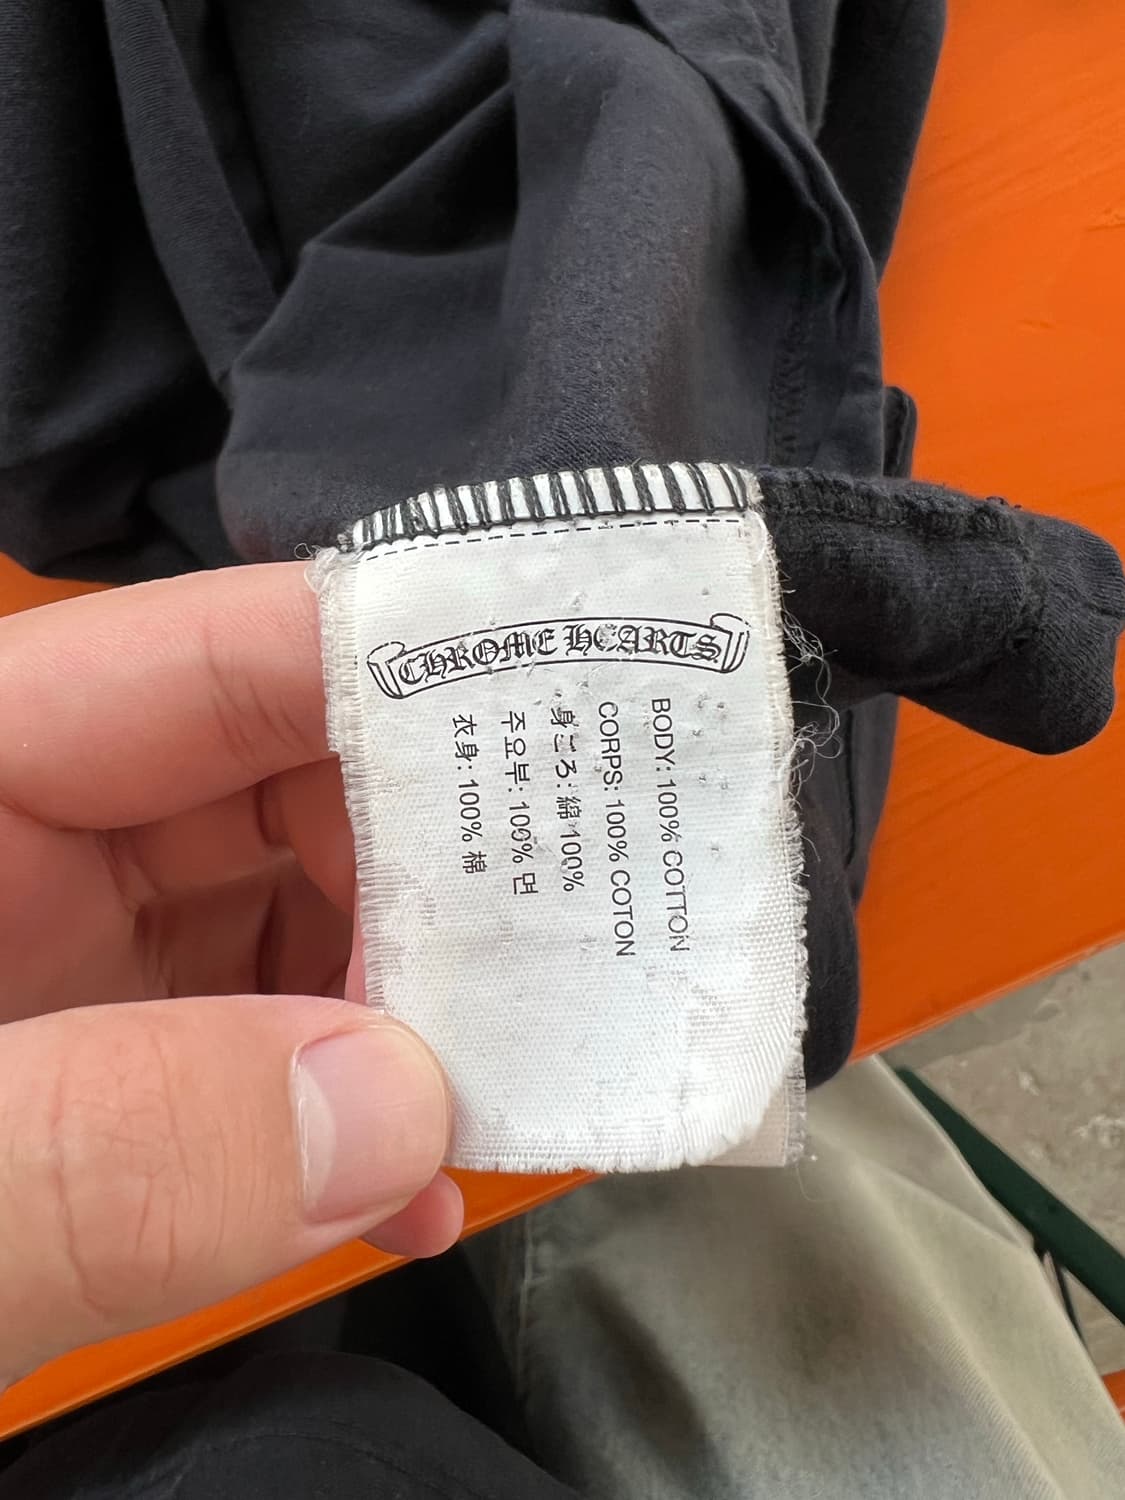 CHROME HEARTS
BODY: 100% COTTON
CORPS: 100% COTON
身ごろ: 綿 100%
주요부: 100% 면
衣身: 100% 棉